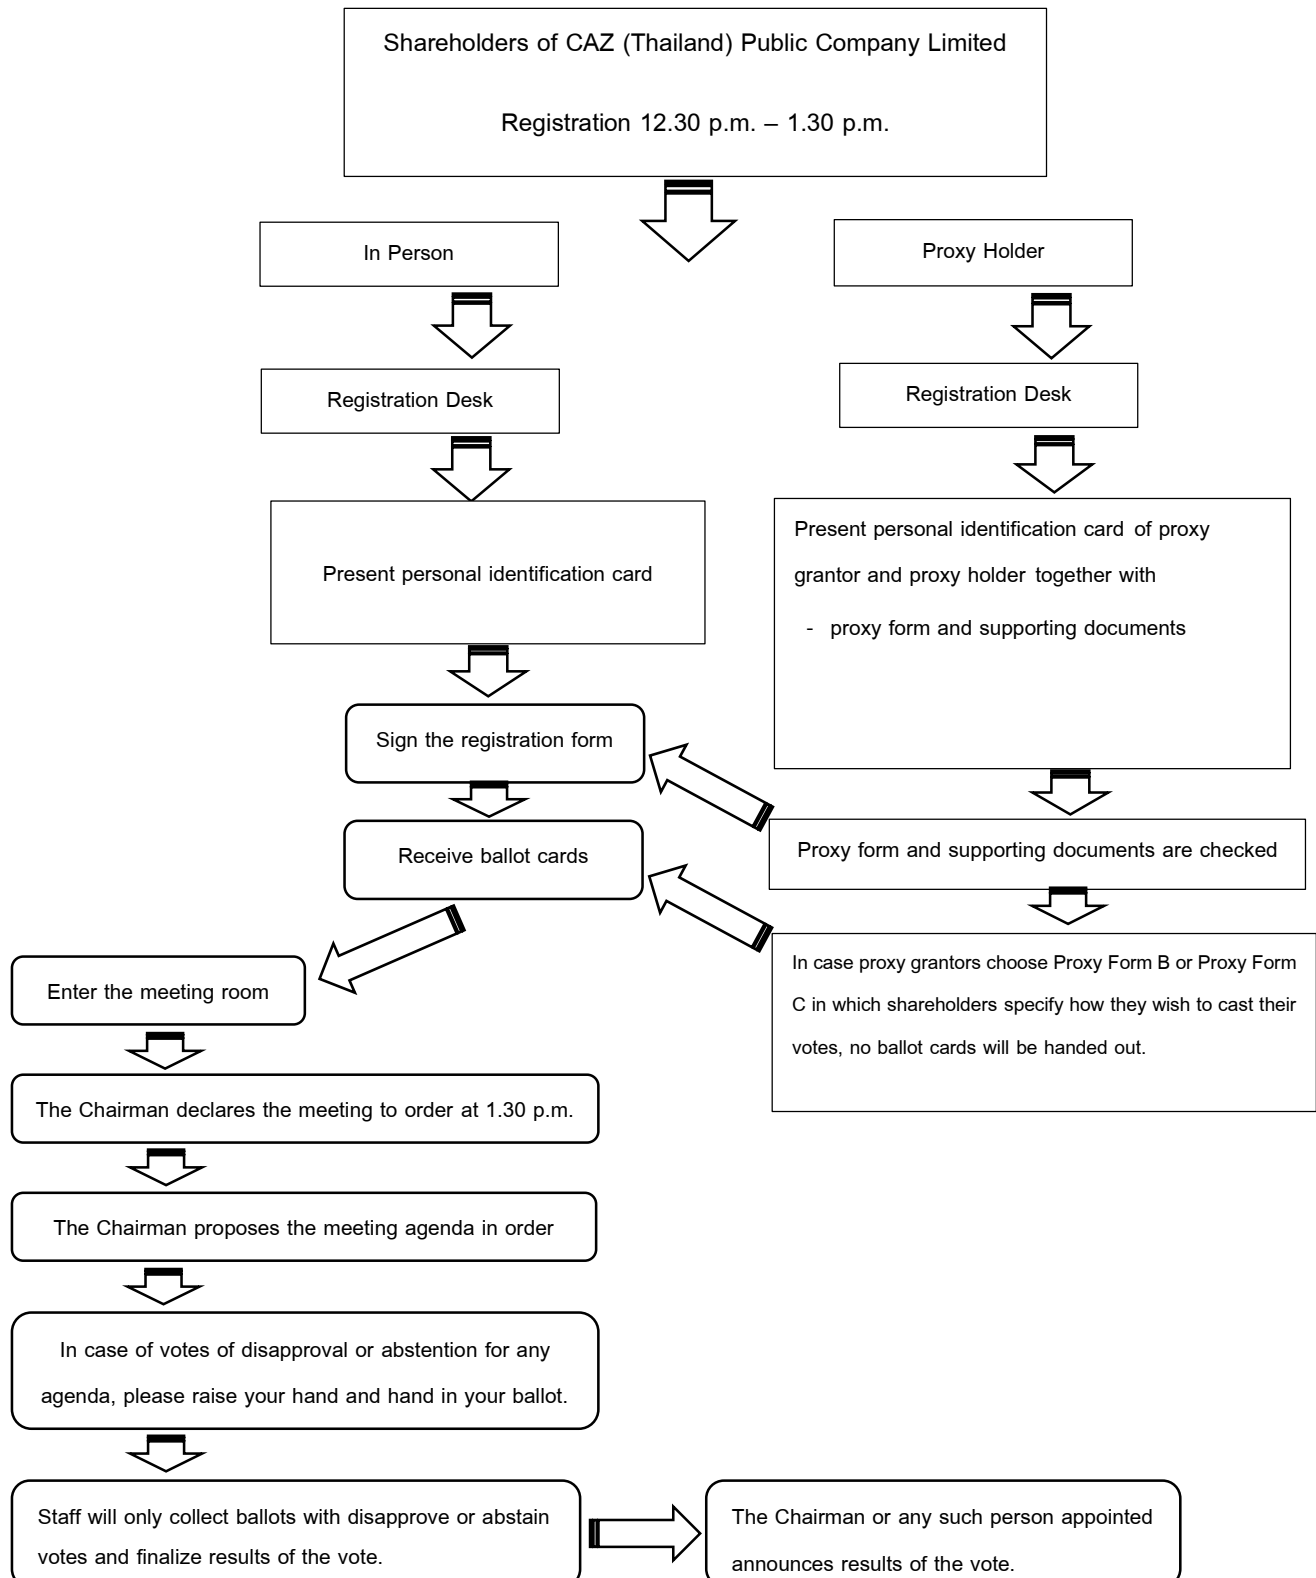 Shareholders of CAZ (Thailand) Public Company Limited
Registration 12.30 p.m. – 1.30 p.m.
In Person
Proxy Holder
Registration Desk
Registration Desk
Present personal identification card
Present personal identification card of proxy
grantor and proxy holder together with
- proxy form and supporting documents
Sign the registration form
Receive ballot cards
Proxy form and supporting documents are checked
In case proxy grantors choose Proxy Form B or Proxy Form
C in which shareholders specify how they wish to cast their
votes, no ballot cards will be handed out.
Enter the meeting room
The Chairman declares the meeting to order at 1.30 p.m.
The Chairman proposes the meeting agenda in order
In case of votes of disapproval or abstention for any
agenda, please raise your hand and hand in your ballot.
Staff will only collect ballots with disapprove or abstain
votes and finalize results of the vote.
The Chairman or any such person appointed
announces results of the vote.